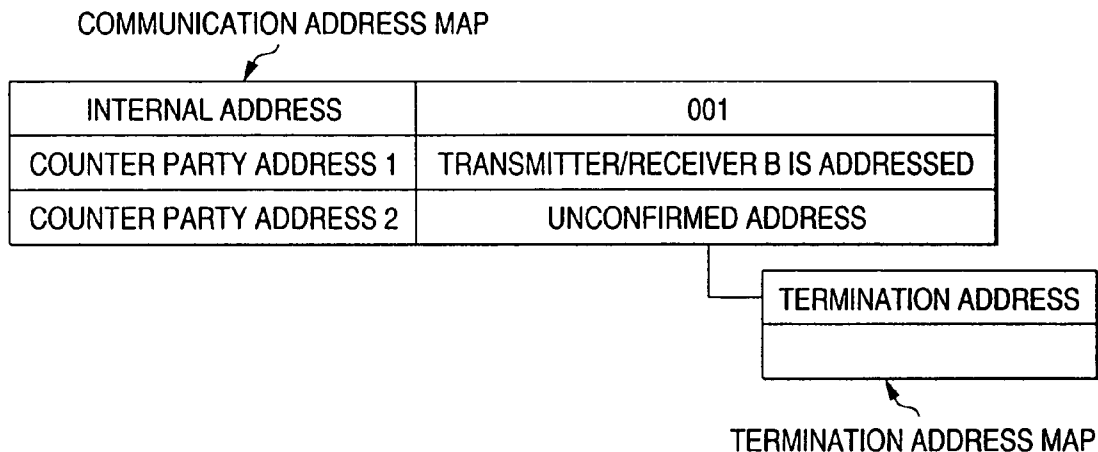 COMMUNICATION ADDRESS MAP
INTERNAL ADDRESS 001
COUNTER PARTY ADDRESS 1 TRANSMITTER/RECEIVER B IS ADDRESSED
COUNTER PARTY ADDRESS 2 UNCONFIRMED ADDRESS
TERMINATION ADDRESS
TERMINATION ADDRESS MAP